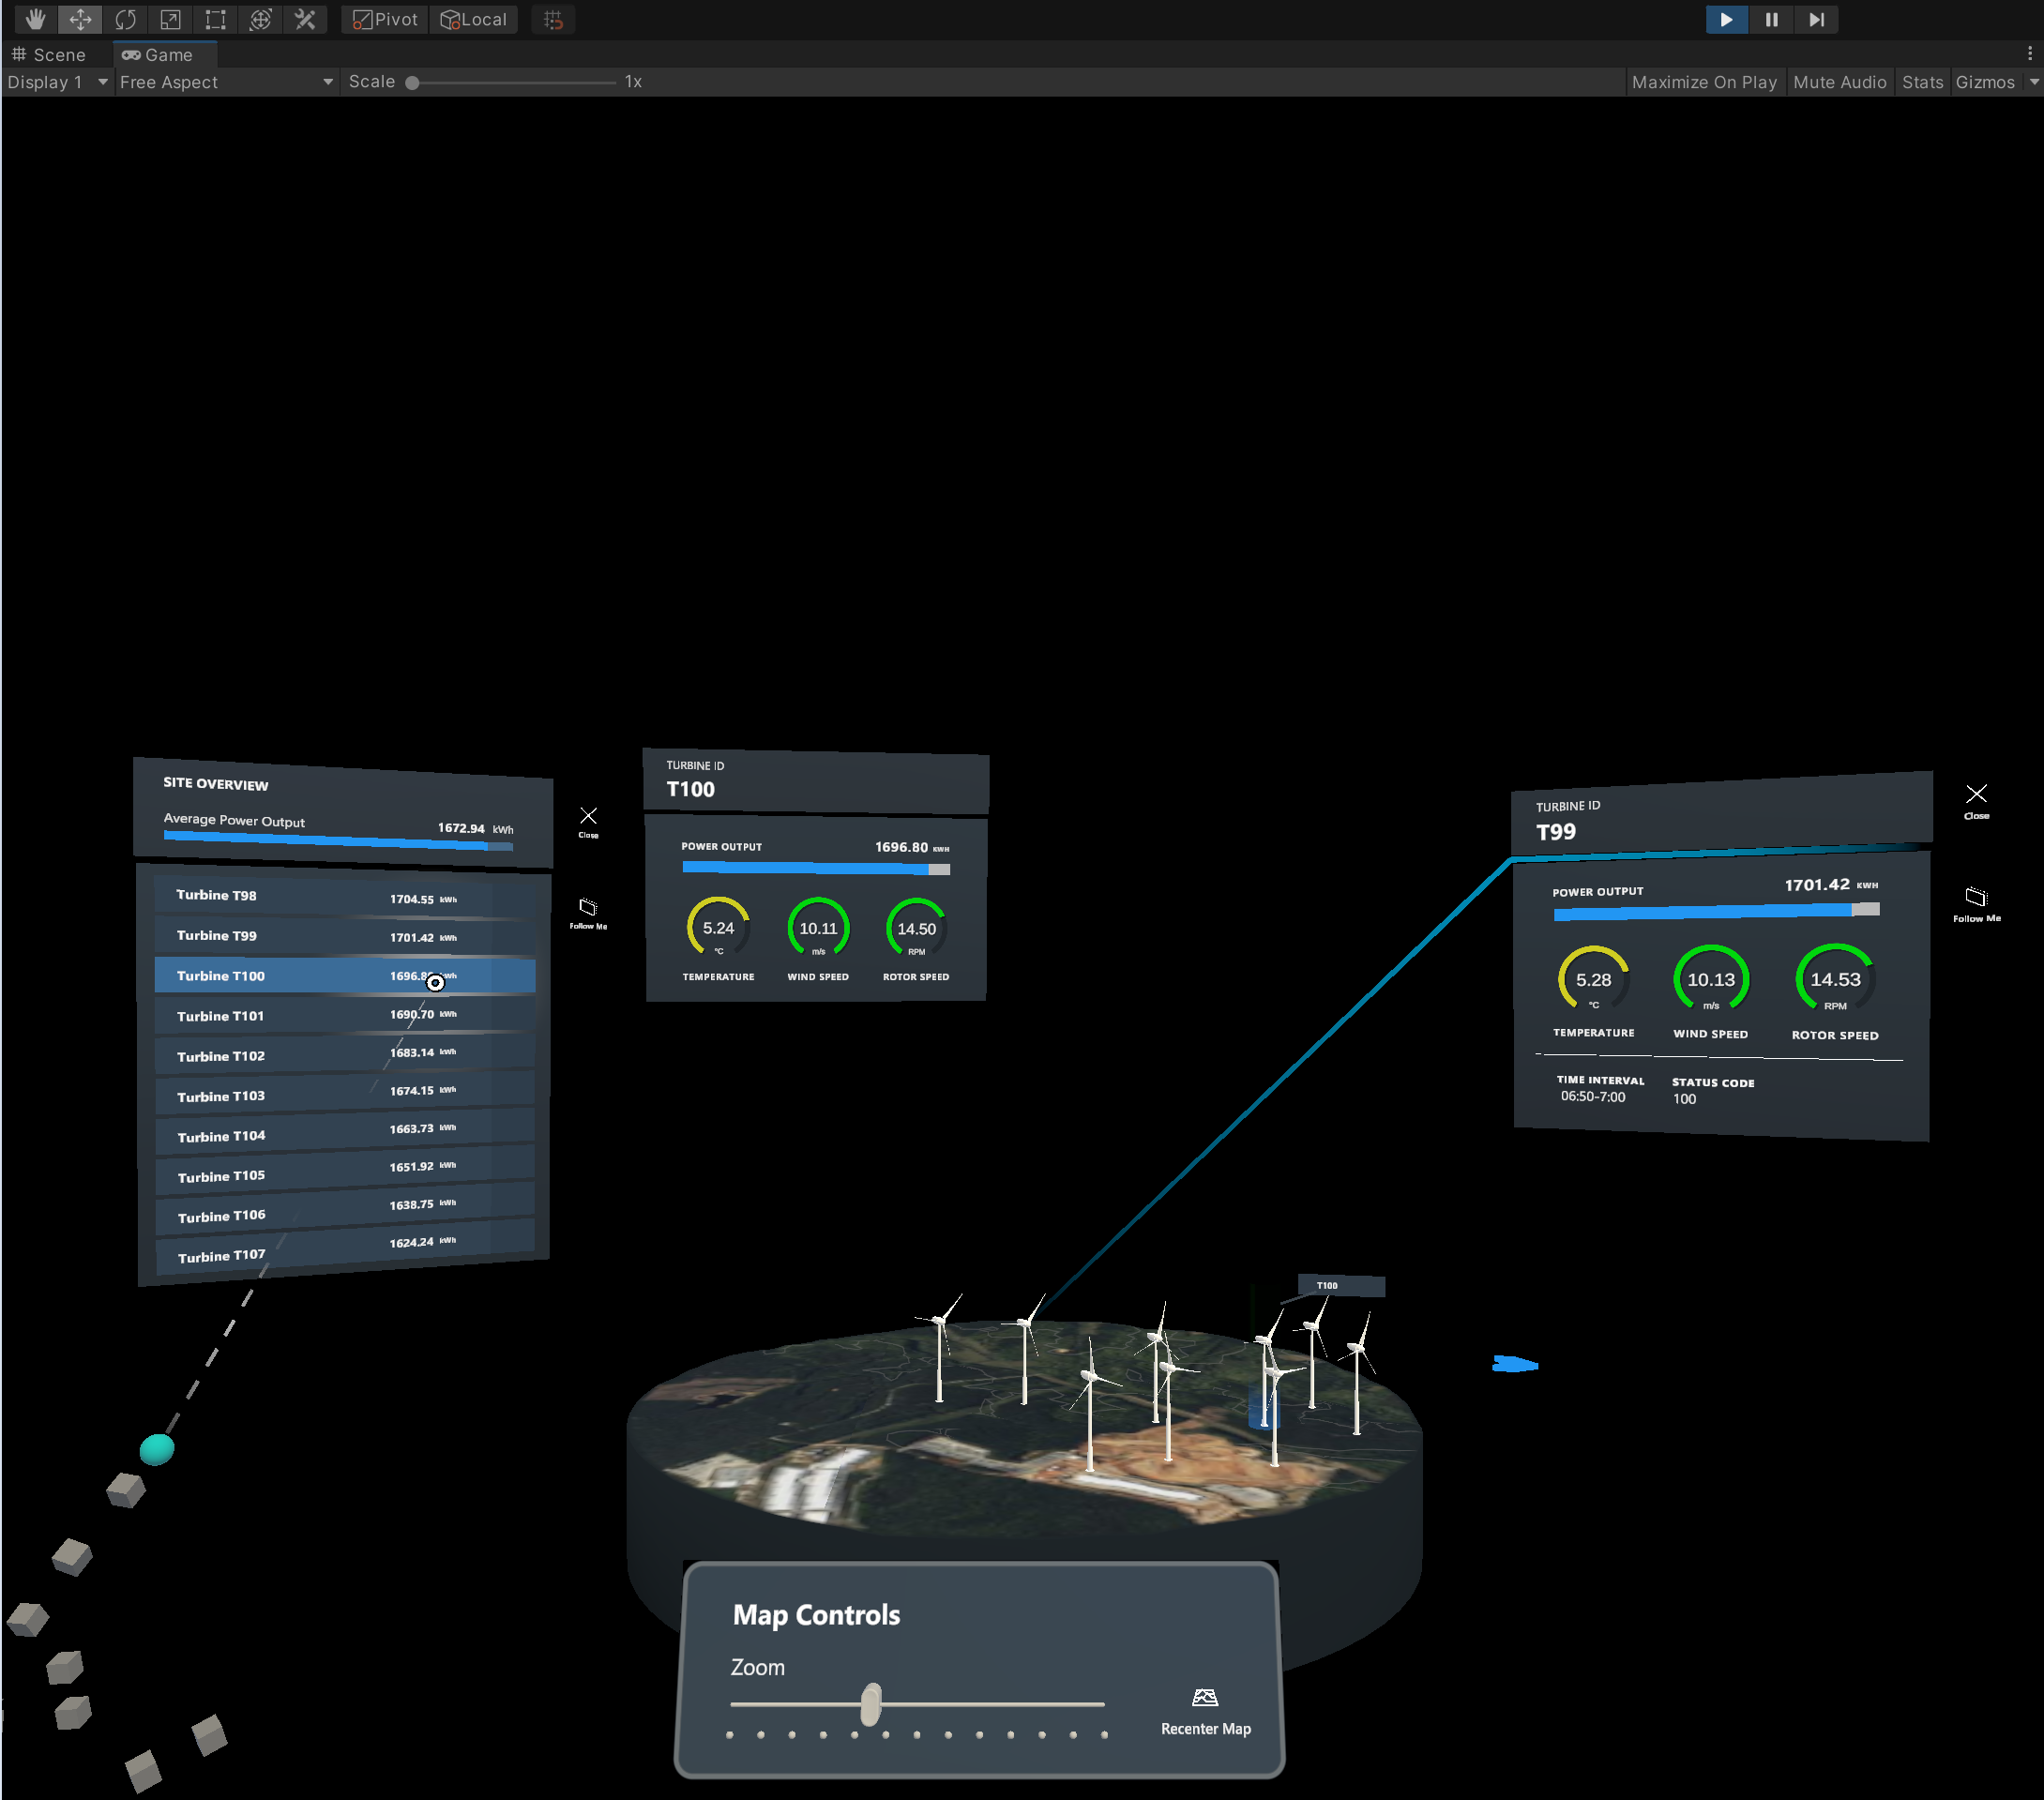 Pivot Local
Scene Game
Display 1 Free Aspect Scale 1x Maximize On Play Mute Audio Stats Gizmos
SITE OVERVIEW
Average Power Output 1672.94 kWh
Turbine T98 1704.55 kWh
Turbine T99 1701.42 kWh
Turbine T100 1696.8
Turbine T101 1690.70 kWh
Turbine T102 1683.14 kWh
Turbine T103 1674.15 kWh
Turbine T104 1663.73 kWh
Turbine T105 1651.92 kWh
Turbine T106 1638.75 kWh
Turbine T107 1624.24 kWh
Close
Follow Me
TURBINE ID
T100
POWER OUTPUT 1696.80 KWH
5.24 10.11 14.50
°C m/s RPM
TEMPERATURE WIND SPEED ROTOR SPEED
TURBINE ID
T99
POWER OUTPUT 1701.42 KWH
5.28 10.13 14.53
°C m/s RPM
TEMPERATURE WIND SPEED ROTOR SPEED
TIME INTERVAL STATUS CODE
06:50-7:00 100
Close
Follow Me
T100
Map Controls
Zoom
Recenter Map